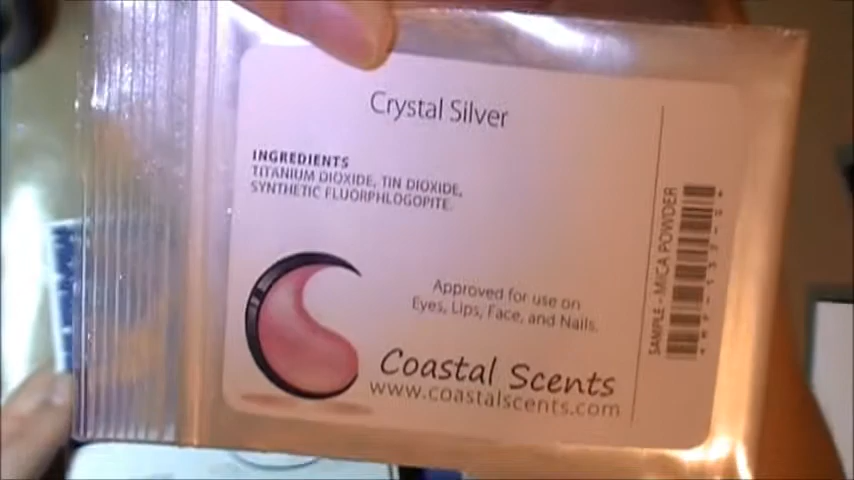 Crystal Silver
INGREDIENTS
TITANIUM DIOXIDE, TIN DIOXIDE,
SYNTHETIC FLUORPHLOGOPITE.
Approved for use on
Eyes, Lips, Face, and Nails.
Coastal Scents
www.coastalscents.com
SAMPLE - MICA POWDER